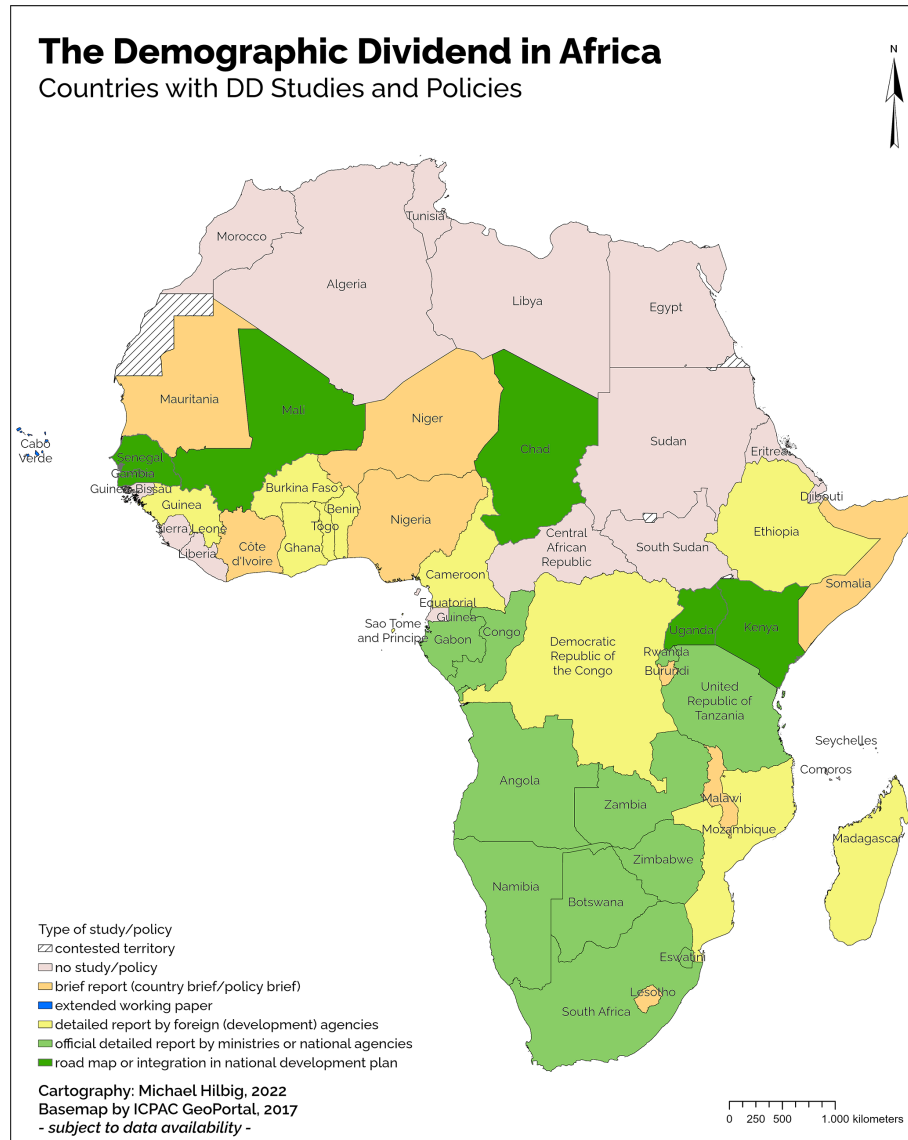 The Demographic Dividend in Africa
Countries with DD Studies and Policies
N
Tunisia
Morocco
Algeria
Libya
Egypt
Mauritania
Mali
Niger
Chad
Sudan
Cabo
Verde
Eritrea
Senegal
Gambia
Guinea-Bissau
Djibouti
Guinea
Burkina Faso
Benin
Nigeria
Togo
Sierra Leone
Ghana
Côte
d'Ivoire
Liberia
Central
African
Republic
South Sudan
Ethiopia
Cameroon
Somalia
Equatorial
Guinea
Sao Tome
and Principe
Gabon
Congo
Uganda
Kenya
Democratic
Republic of
the Congo
Rwanda
Burundi
United
Republic of
Tanzania
Seychelles
Comoros
Angola
Zambia
Malawi
Mozambique
Madagascar
Zimbabwe
Namibia
Botswana
Eswatini
Lesotho
South Africa
Type of study/policy
contested territory
no study/policy
brief report (country brief/policy brief)
extended working paper
detailed report by foreign (development) agencies
official detailed report by ministries or national agencies
road map or integration in national development plan
Cartography: Michael Hilbig, 2022
Basemap by ICPAC GeoPortal, 2017
- subject to data availability -
0 250 500 1.000 kilometers